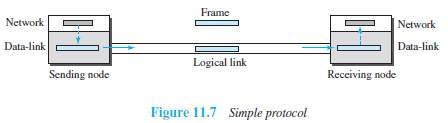 Frame
Network
Network
Data-link
Data-link
Logical link
Sending node
Receiving node
Figure 11.7 Simple protocol